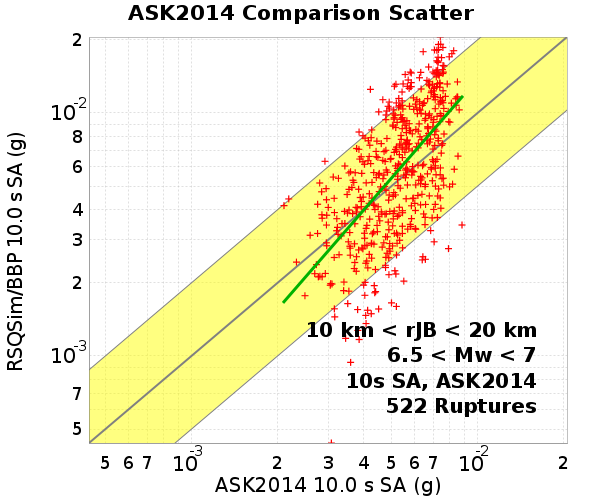 ASK2014 Comparison Scatter
RSQSim/BBP 10.0 s SA (g)
2
10-2
8
6
4
3
2
10-3
7
5
10 km < rJB < 20 km
6.5 < Mw < 7
10s SA, ASK2014
522 Ruptures
5 6 7 10-3 2 3 4 5 6 7 10-2 2
ASK2014 10.0 s SA (g)